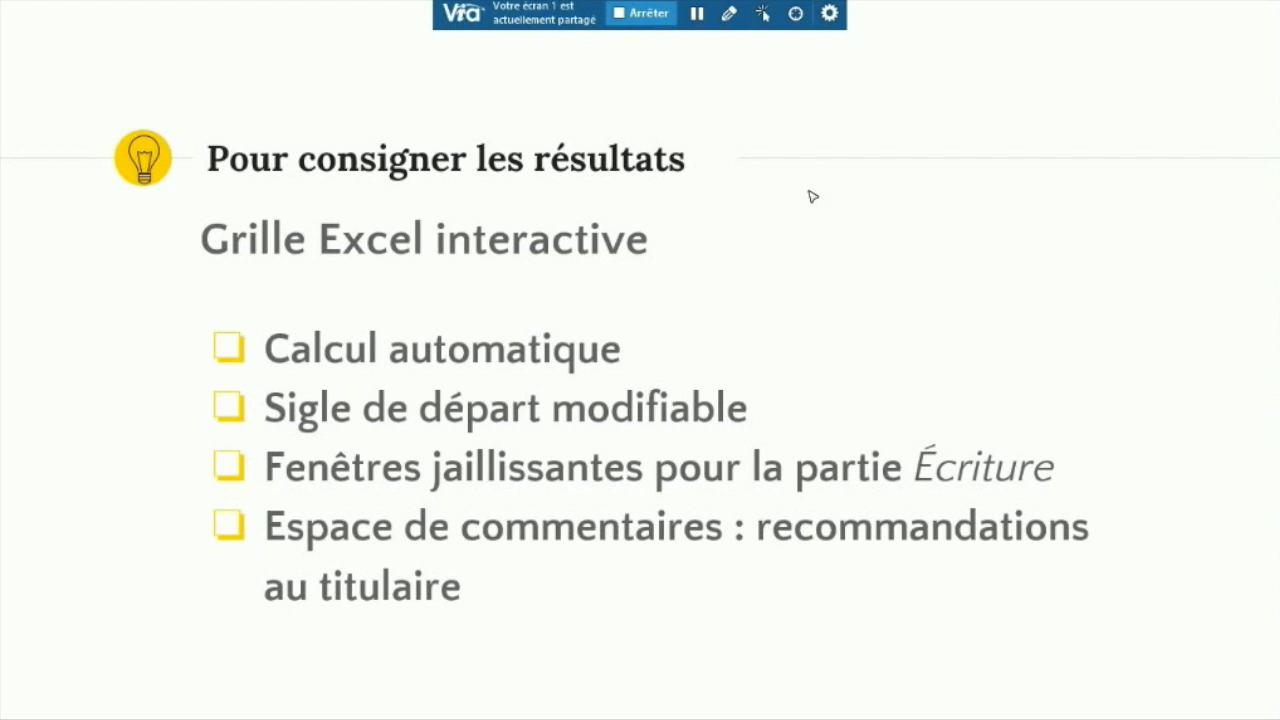 Via
Votre écran 1 est
actuellement partagé
Arrêter
Pour consigner les résultats
Grille Excel interactive
Calcul automatique
Sigle de départ modifiable
Fenêtres jaillissantes pour la partie Écriture
Espace de commentaires : recommandations
au titulaire